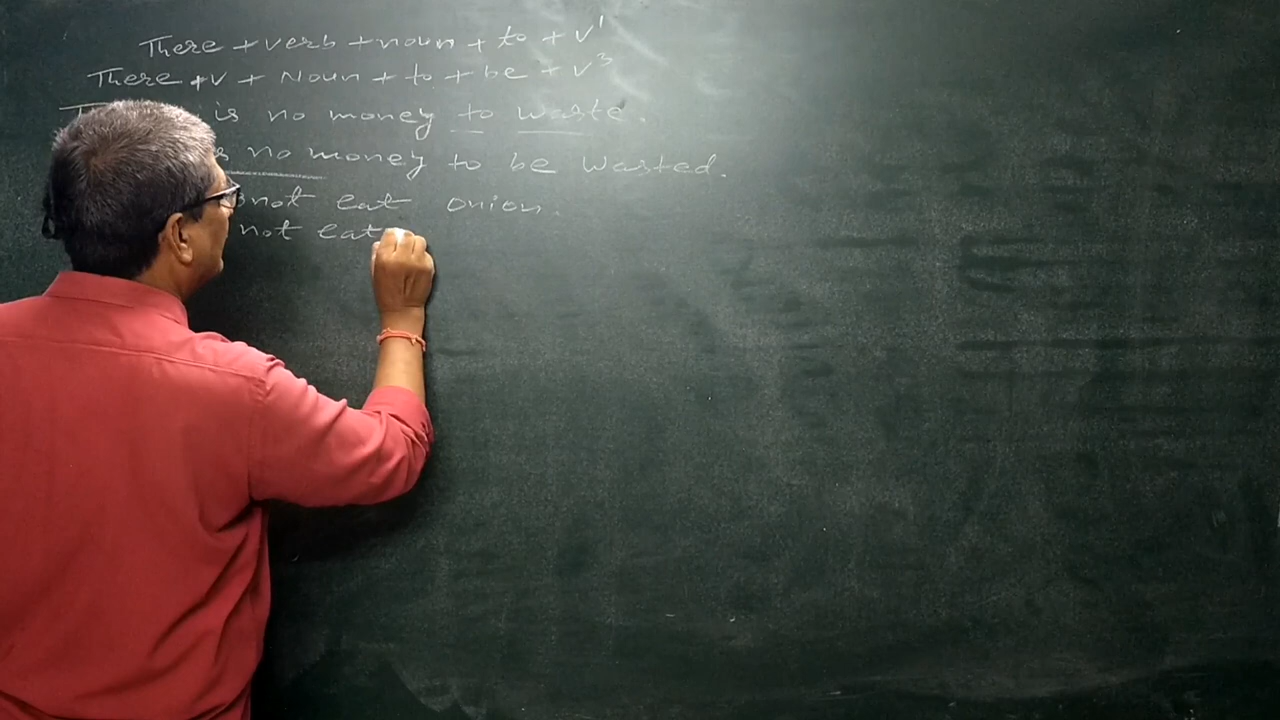 There + verb + noun + to + v¹
There + v + Noun + to + be + v³
is no money to waste.
no money to be wasted.
not eat onion.
not eat